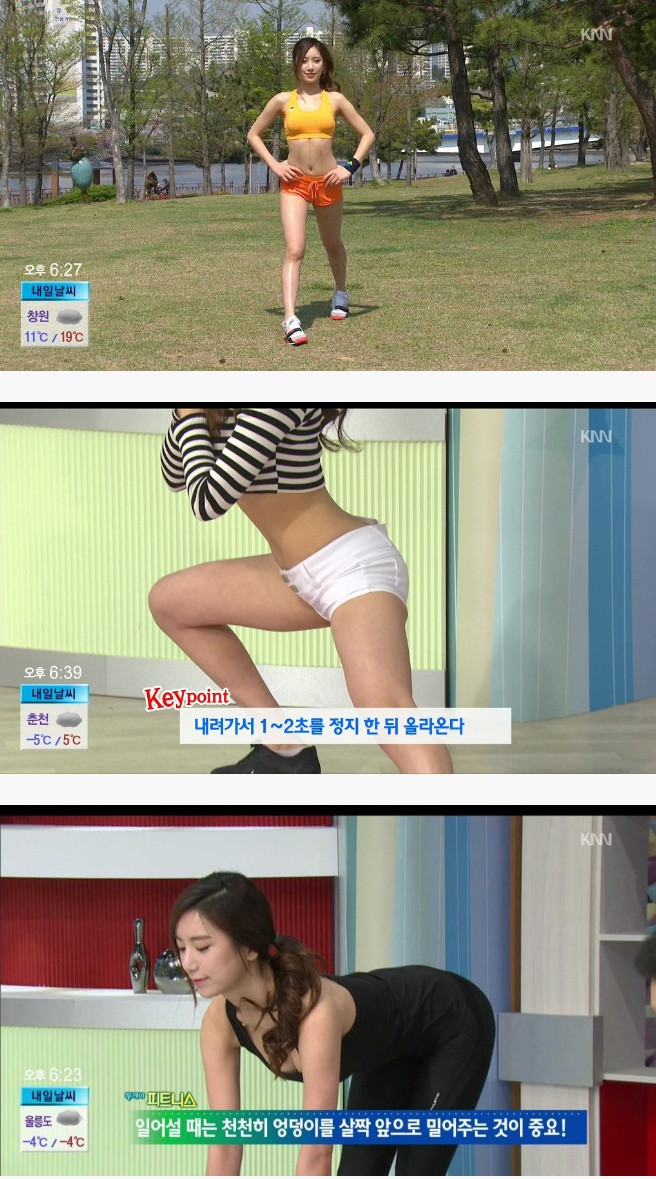 KNN
오후 6:27
내일날씨
창원
11℃ / 19℃
KNN
오후 6:39
내일날씨
춘천
-5℃ / 5℃
Keypoint
내려가서 1~2초를 정지 한 뒤 올라온다
KNN
오후 6:23
내일날씨
울릉도
-4℃ / -4℃
피트니스
일어설 때는 천천히 엉덩이를 살짝 앞으로 밀어주는 것이 중요!